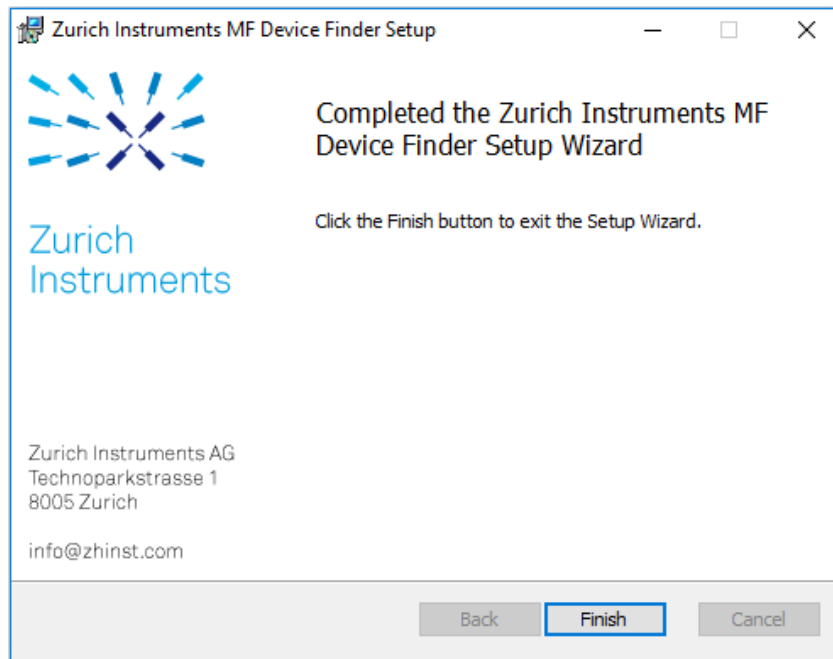 Zurich Instruments MF Device Finder Setup
Completed the Zurich Instruments MF
Device Finder Setup Wizard
Click the Finish button to exit the Setup Wizard.
Zurich
Instruments
Zurich Instruments AG
Technoparkstrasse 1
8005 Zurich
info@zhinst.com
Back Finish Cancel